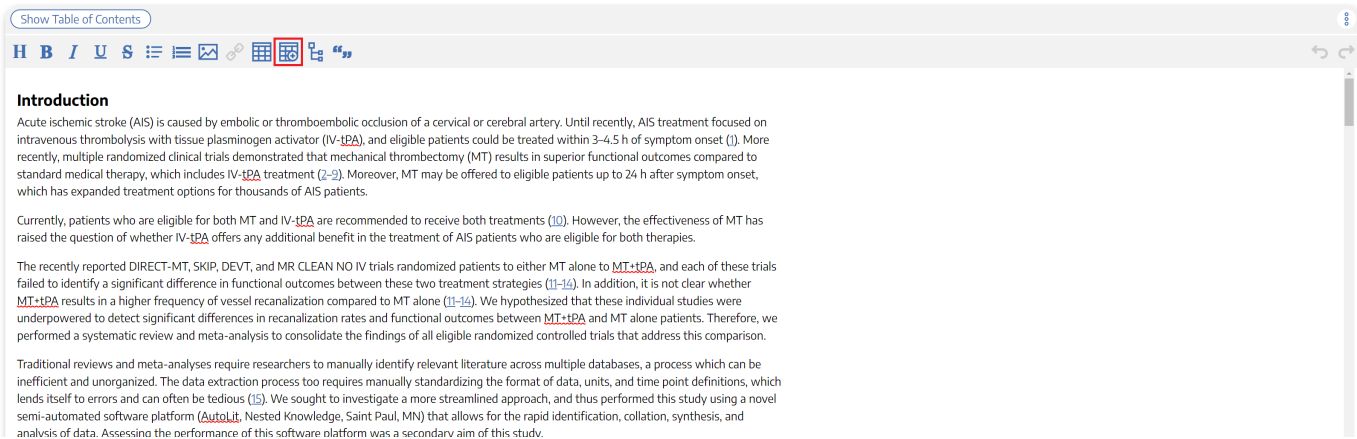 Show Table of Contents
H B I U S
Introduction
Acute ischemic stroke (AIS) is caused by embolic or thromboembolic occlusion of a cervical or cerebral artery. Until recently, AIS treatment focused on
intravenous thrombolysis with tissue plasminogen activator (IV-tPA), and eligible patients could be treated within 3–4.5 h of symptom onset (1). More
recently, multiple randomized clinical trials demonstrated that mechanical thrombectomy (MT) results in superior functional outcomes compared to
standard medical therapy, which includes IV-tPA treatment (2–9). Moreover, MT may be offered to eligible patients up to 24 h after symptom onset,
which has expanded treatment options for thousands of AIS patients.
Currently, patients who are eligible for both MT and IV-tPA are recommended to receive both treatments (10). However, the effectiveness of MT has
raised the question of whether IV-tPA offers any additional benefit in the treatment of AIS patients who are eligible for both therapies.
The recently reported DIRECT-MT, SKIP, DEVT, and MR CLEAN NO IV trials randomized patients to either MT alone to MT+tPA, and each of these trials
failed to identify a significant difference in functional outcomes between these two treatment strategies (11–14). In addition, it is not clear whether
MT+tPA results in a higher frequency of vessel recanalization compared to MT alone (11–14). We hypothesized that these individual studies were
underpowered to detect significant differences in recanalization rates and functional outcomes between MT+tPA and MT alone patients. Therefore, we
performed a systematic review and meta-analysis to consolidate the findings of all eligible randomized controlled trials that address this comparison.
Traditional reviews and meta-analyses require researchers to manually identify relevant literature across multiple databases, a process which can be
inefficient and unorganized. The data extraction process too requires manually standardizing the format of data, units, and time point definitions, which
lends itself to errors and can often be tedious (15). We sought to investigate a more streamlined approach, and thus performed this study using a novel
semi-automated software platform (AutoLit, Nested Knowledge, Saint Paul, MN) that allows for the rapid identification, collation, synthesis, and
analysis of data. Assessing the performance of this software platform was a secondary aim of this study.